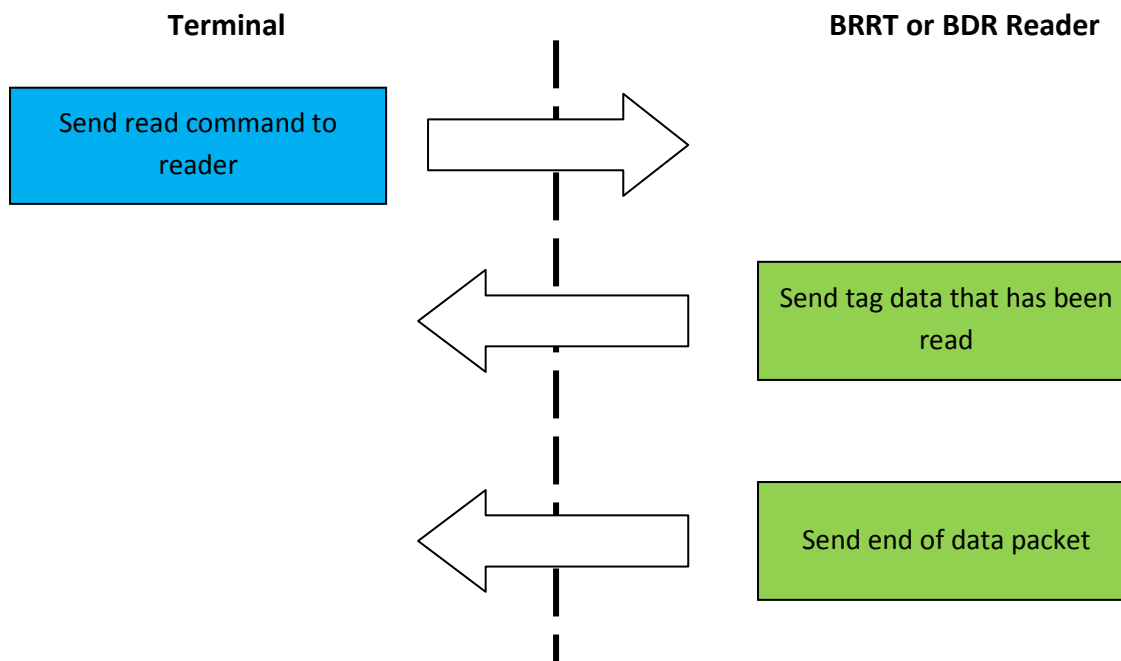 Terminal
BRRT or BDR Reader
Send read command to
reader
Send tag data that has been
read
Send end of data packet